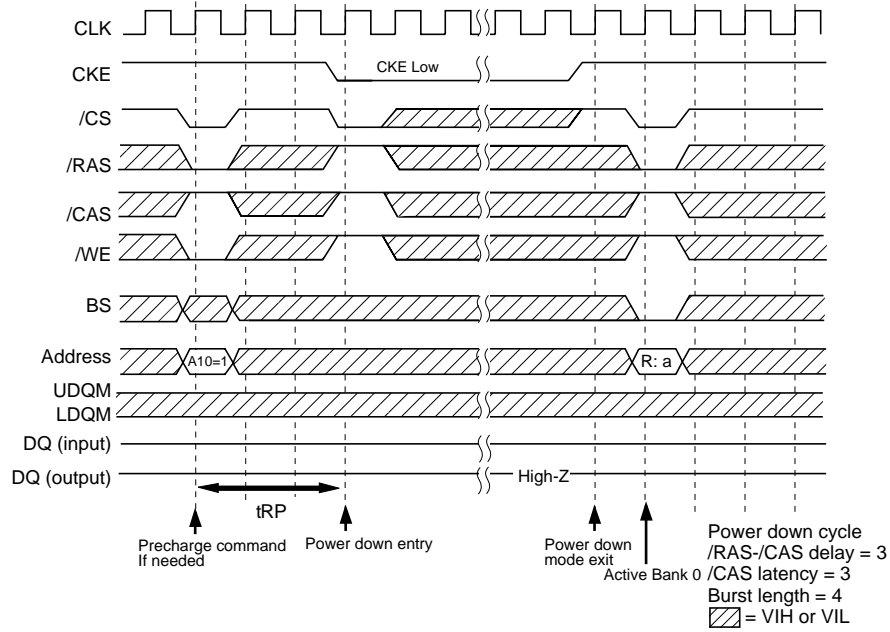 CLK
CKE
CKE Low
/CS
/RAS
/CAS
/WE
BS
Address
A10=1
R: a
UDQM
LDQM
DQ (input)
DQ (output)
High-Z
tRP
Precharge command
If needed
Power down entry
Power down
mode exit
Active Bank 0
Power down cycle
/RAS-/CAS delay = 3
/CAS latency = 3
Burst length = 4
= VIH or VIL